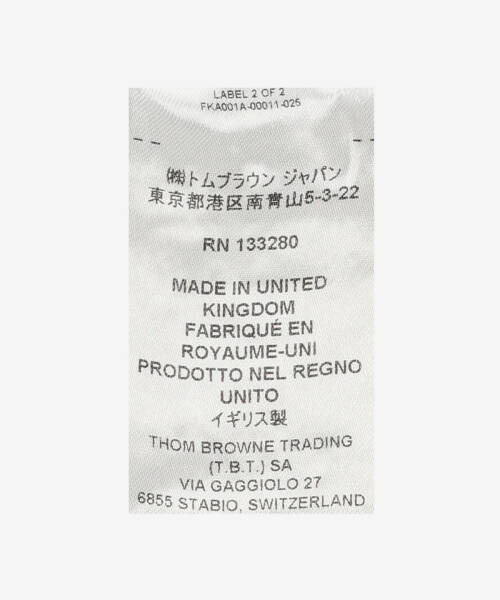 LABEL 2 OF 2
FKA001A-00011-025
㈱トムブラウン ジャパン
東京都港区南青山5-3-22
RN 133280
MADE IN UNITED
KINGDOM
FABRIQUÉ EN
ROYAUME-UNI
PRODOTTO NEL REGNO
UNITO
イギリス製
THOM BROWNE TRADING
(T.B.T.) SA
VIA GAGGIOLO 27
6855 STABIO, SWITZERLAND